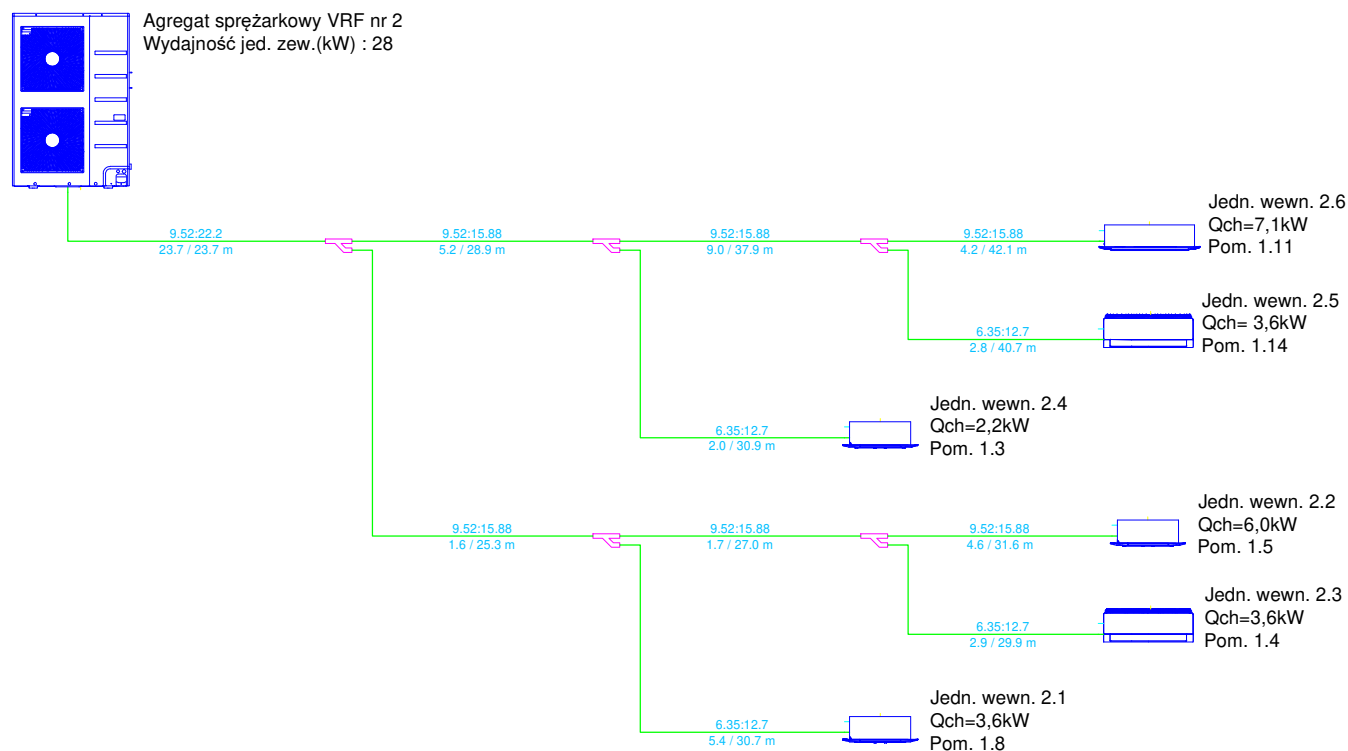 Agregat sprężarkowy VRF nr 2
Wydajność jed. zew.(kW) : 28
9.52:22.2
23.7 / 23.7 m
9.52:15.88
5.2 / 28.9 m
9.52:15.88
9.0 / 37.9 m
9.52:15.88
4.2 / 42.1 m
Jedn. wewn. 2.6
Qch=7,1kW
Pom. 1.11
6.35:12.7
2.8 / 40.7 m
Jedn. wewn. 2.5
Qch= 3,6kW
Pom. 1.14
6.35:12.7
2.0 / 30.9 m
Jedn. wewn. 2.4
Qch=2,2kW
Pom. 1.3
9.52:15.88
1.6 / 25.3 m
9.52:15.88
1.7 / 27.0 m
9.52:15.88
4.6 / 31.6 m
Jedn. wewn. 2.2
Qch=6,0kW
Pom. 1.5
6.35:12.7
2.9 / 29.9 m
Jedn. wewn. 2.3
Qch=3,6kW
Pom. 1.4
6.35:12.7
5.4 / 30.7 m
Jedn. wewn. 2.1
Qch=3,6kW
Pom. 1.8